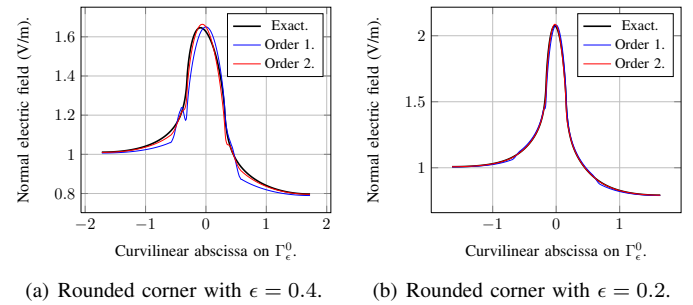 Normal electric field (V/m).
1.6
1.4
1.2
1
0.8
−2
−1
0
1
2
Exact.
Order 1.
Order 2.
Curvilinear abscissa on Γ⁰_ϵ.
(a) Rounded corner with ϵ = 0.4.
Normal electric field (V/m).
2
1.5
1
−1
0
1
Exact.
Order 1.
Order 2.
Curvilinear abscissa on Γ⁰_ϵ.
(b) Rounded corner with ϵ = 0.2.